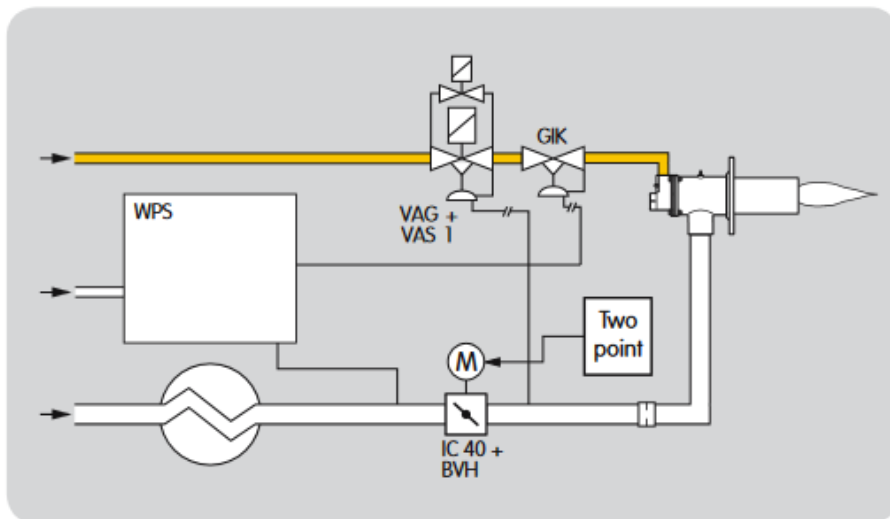 GIK
WPS
VAG +
VAS 1
Two
point
M
IC 40 +
BVH